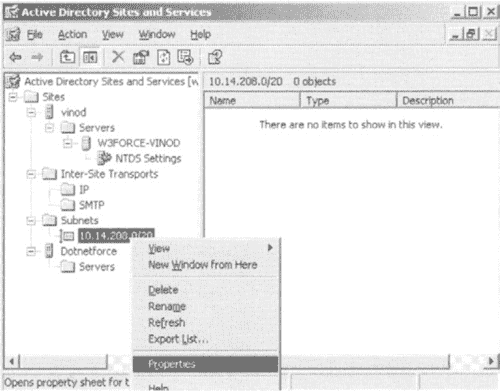 Active Directory Sites and Services
File Action View Window Help
Active Directory Sites and Services [w
10.14.208.0/20 0 objects
Sites
Name Type Description
vinod
There are no items to show in this view.
Servers
W3FORCE-VINOD
NTDS Settings
Inter-Site Transports
IP
SMTP
Subnets
10.14.208.0/20
Dotnetforce
Servers
View
New Window from Here
Delete
Rename
Refresh
Export List...
Properties
Help
Opens property sheet for t